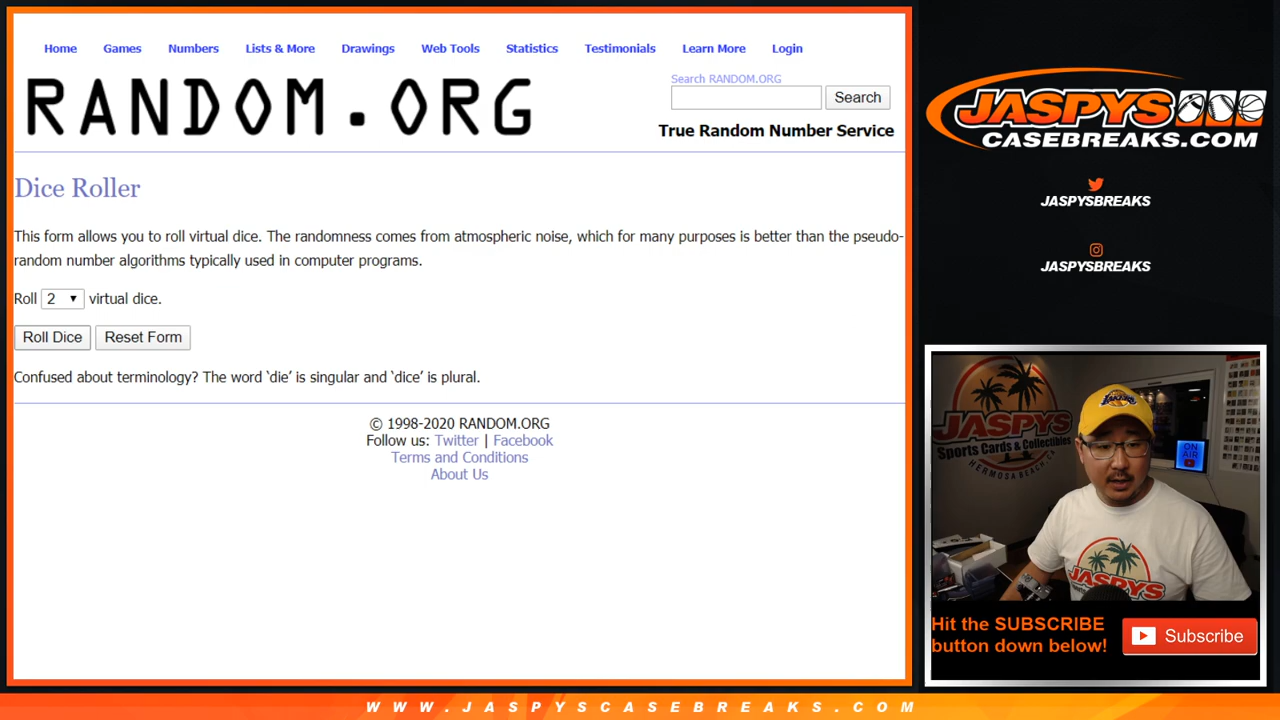 Home Games Numbers Lists & More Drawings Web Tools Statistics Testimonials Learn More Login
RANDOM.ORG
Search RANDOM.ORG
Search
True Random Number Service
Dice Roller
This form allows you to roll virtual dice. The randomness comes from atmospheric noise, which for many purposes is better than the pseudo-
random number algorithms typically used in computer programs.
Roll 2 virtual dice.
Roll Dice Reset Form
Confused about terminology? The word ‘die’ is singular and ‘dice’ is plural.
© 1998-2020 RANDOM.ORG
Follow us: Twitter | Facebook
Terms and Conditions
About Us
JASPYS
CASEBREAKS.COM
JASPYSBREAKS
JASPYSBREAKS
JASPYS
Sports Cards & Collectibles
HERMOSA BEACH, CA
ON
AIR
JASPYS
Hit the SUBSCRIBE
button down below!
Subscribe
WWW.JASPYSCASEBREAKS.COM